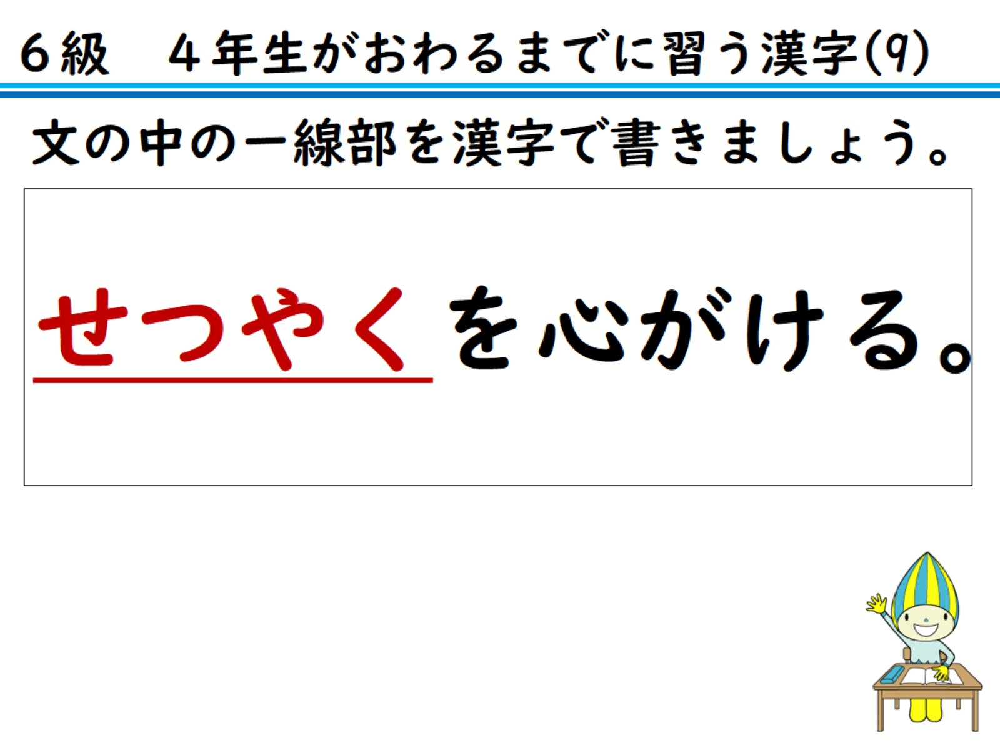 ６級　４年生がおわるまでに習う漢字(9)
文の中の―線部を漢字で書きましょう。
せつやくを心がける。